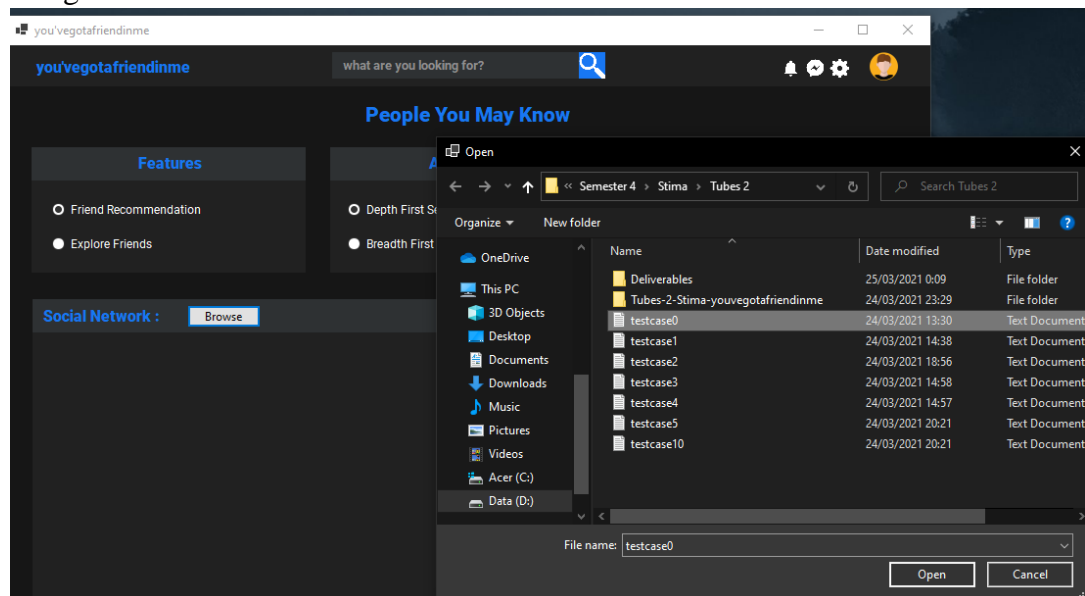 you'vegotafriendinme
you'vegotafriendinme
what are you looking for?
People You May Know
Features
Friend Recommendation
Explore Friends
Depth First Se
Breadth First
Social Network :
Browse
Open
« Semester 4 › Stima › Tubes 2
Search Tubes 2
Organize
New folder
Name
Date modified
Type
OneDrive
This PC
3D Objects
Desktop
Documents
Downloads
Music
Pictures
Videos
Acer (C:)
Data (D:)
Deliverables 25/03/2021 0:09 File folder
Tubes-2-Stima-youvegotafriendinme 24/03/2021 23:29 File folder
testcase0 24/03/2021 13:30 Text Document
testcase1 24/03/2021 14:38 Text Document
testcase2 24/03/2021 18:56 Text Document
testcase3 24/03/2021 14:58 Text Document
testcase4 24/03/2021 14:57 Text Document
testcase5 24/03/2021 20:21 Text Document
testcase10 24/03/2021 20:21 Text Document
File name: testcase0
Open
Cancel